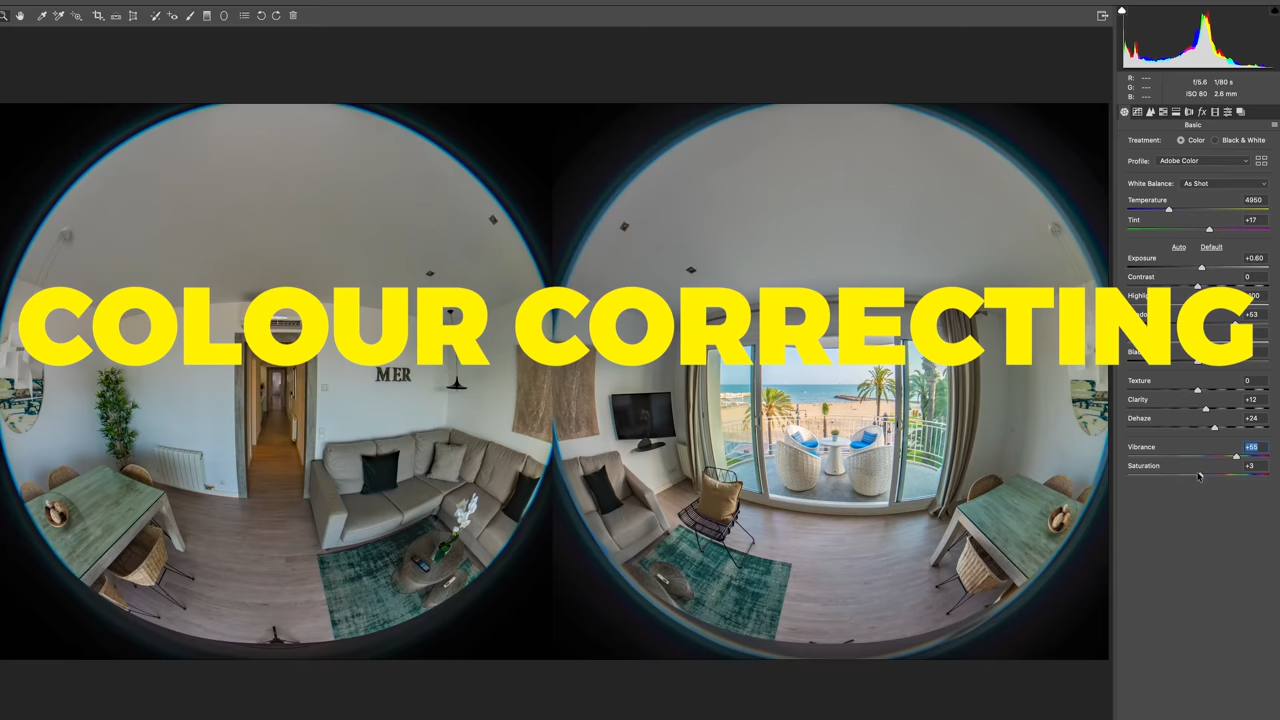 R: ---
G: ---
B: ---
f/5.6 1/80 s
ISO 80 2.6 mm
fx
Basic
Treatment: Color Black & White
Profile: Adobe Color
White Balance: As Shot
Temperature 4950
Tint +17
Auto Default
Exposure +0.60
Contrast 0
COLOUR CORRECTING
MER
Texture 0
Clarity +12
Dehaze +24
Vibrance +55
Saturation +3